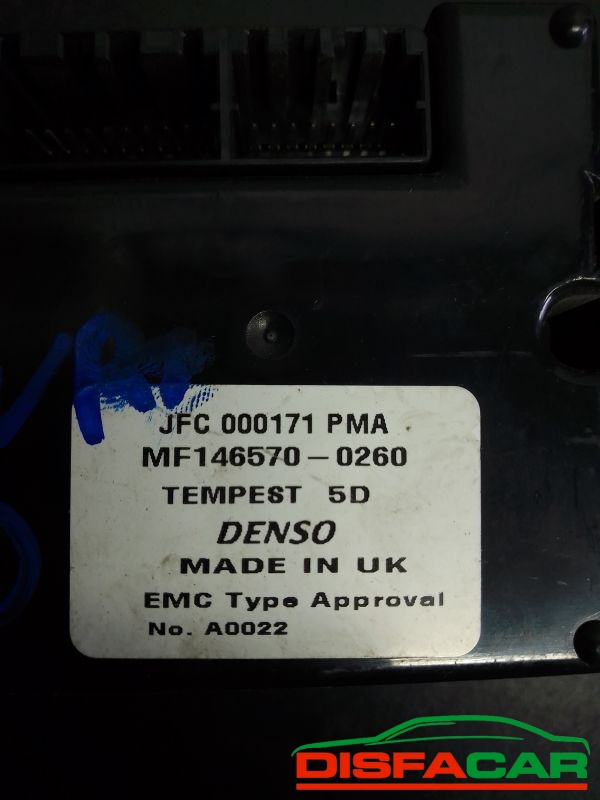 JFC 000171 PMA
MF146570-0260
TEMPEST 5D
DENSO
MADE IN UK
EMC Type Approval
No. A0022
DISFACAR